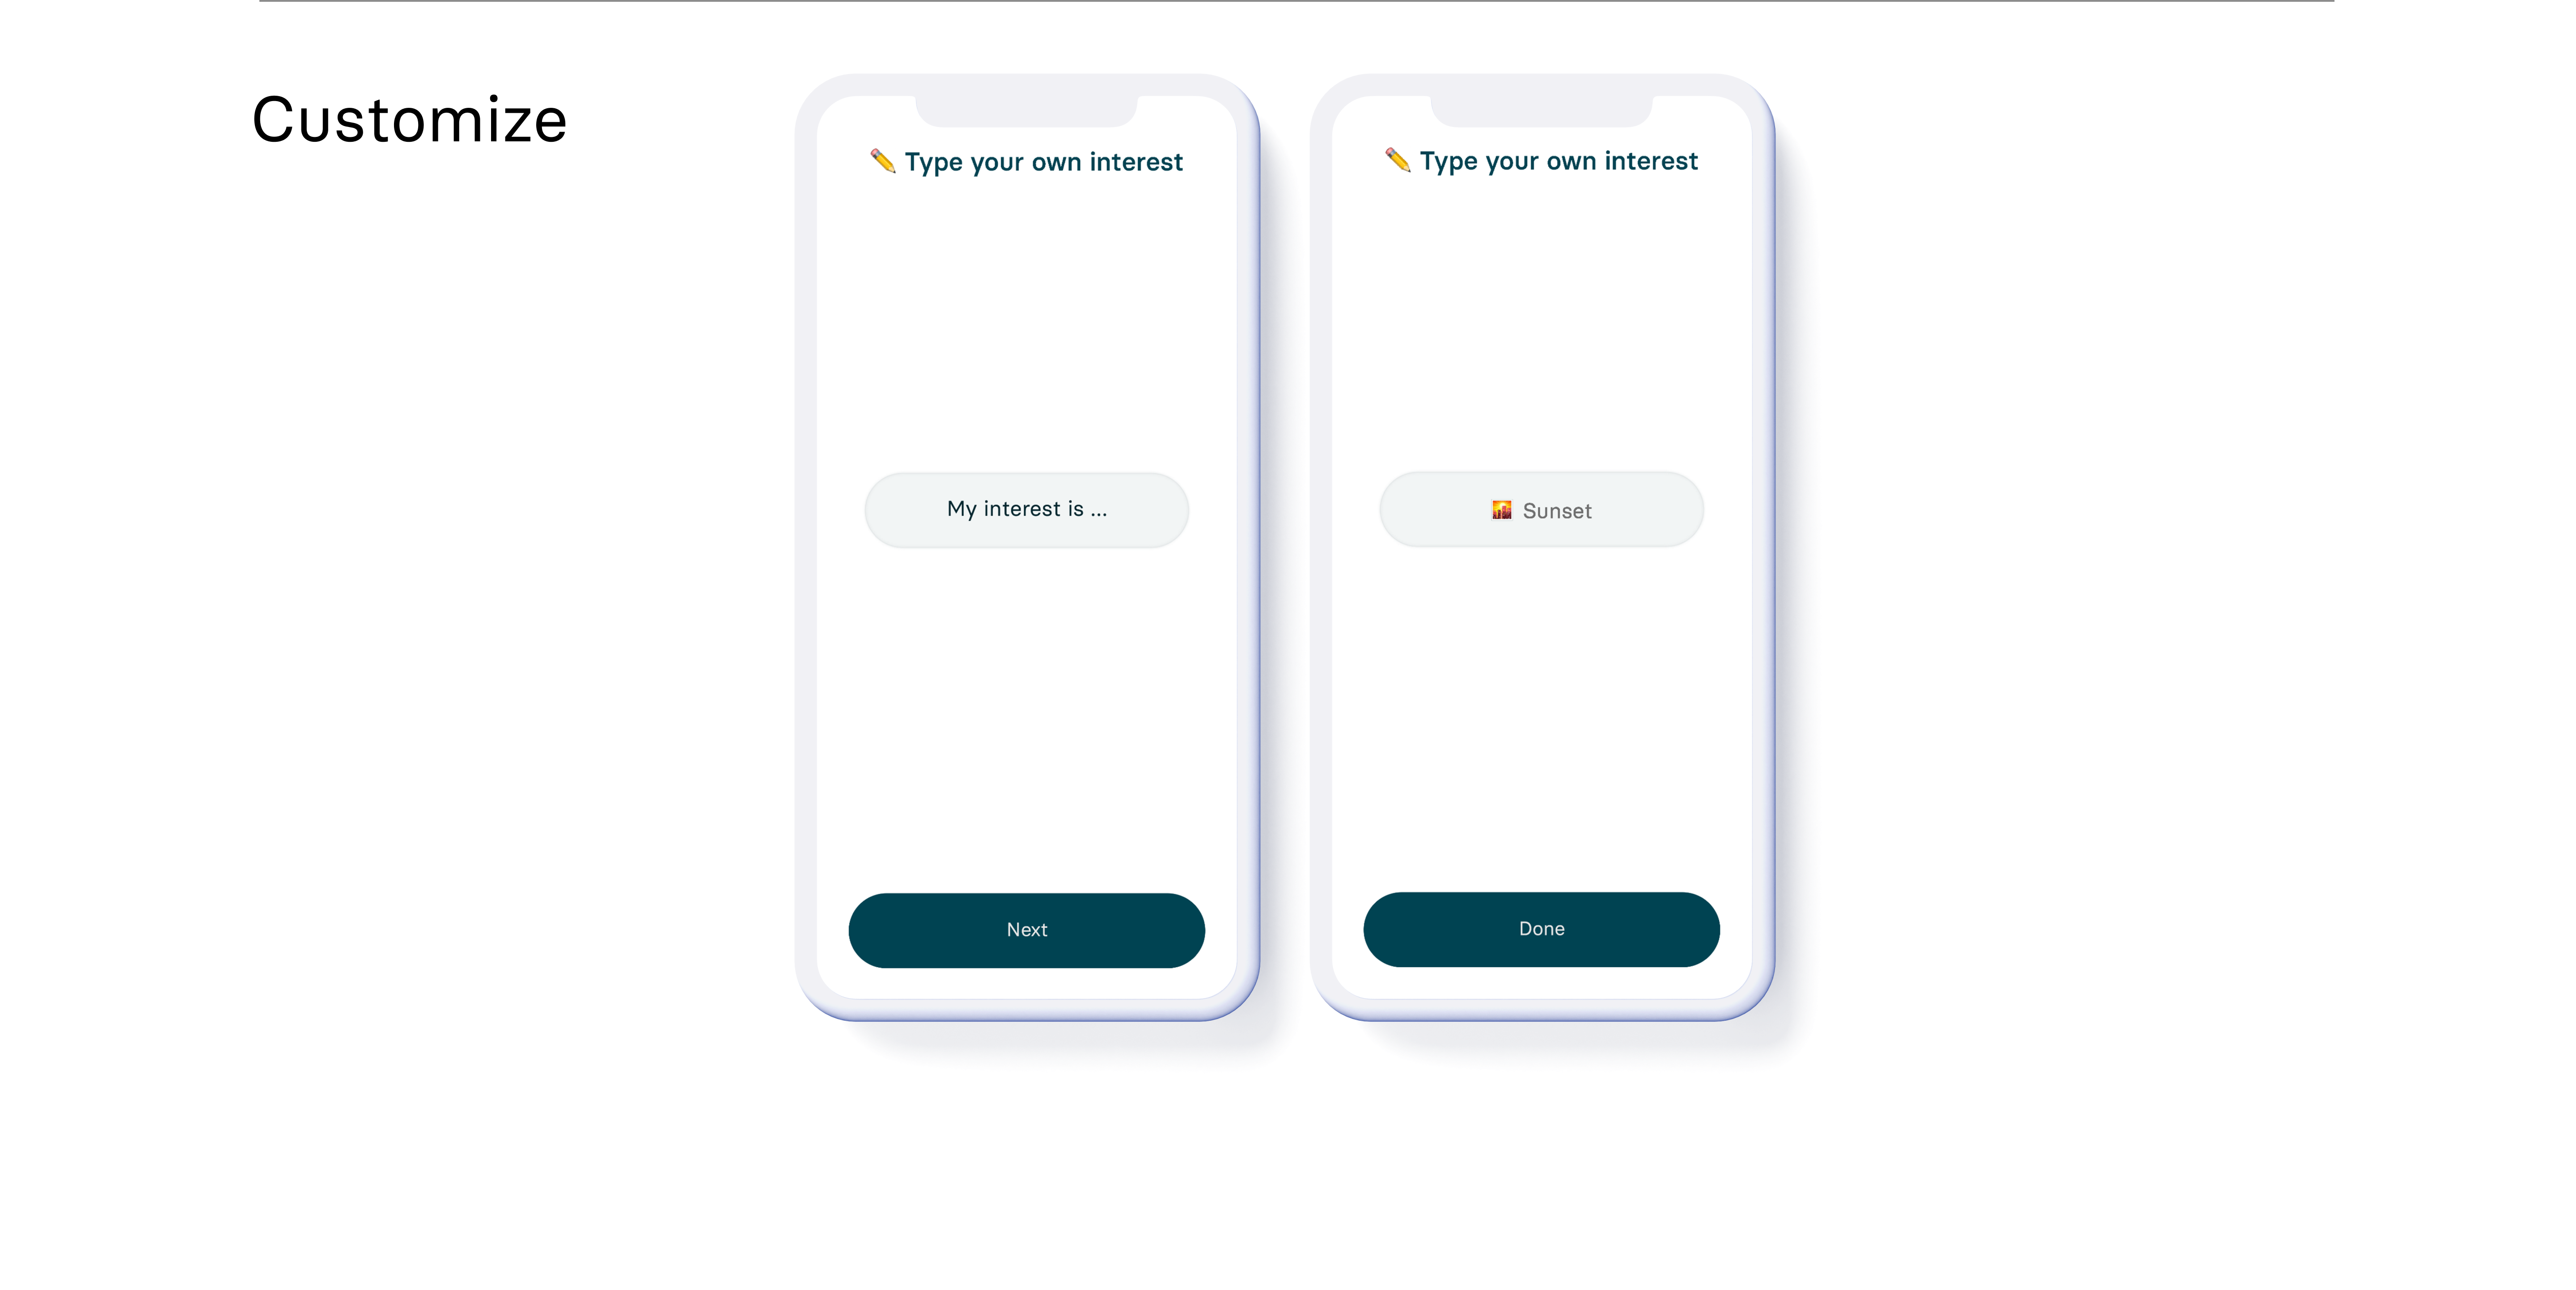 Customize
✏️ Type your own interest
My interest is ...
Next
✏️ Type your own interest
🌇 Sunset
Done